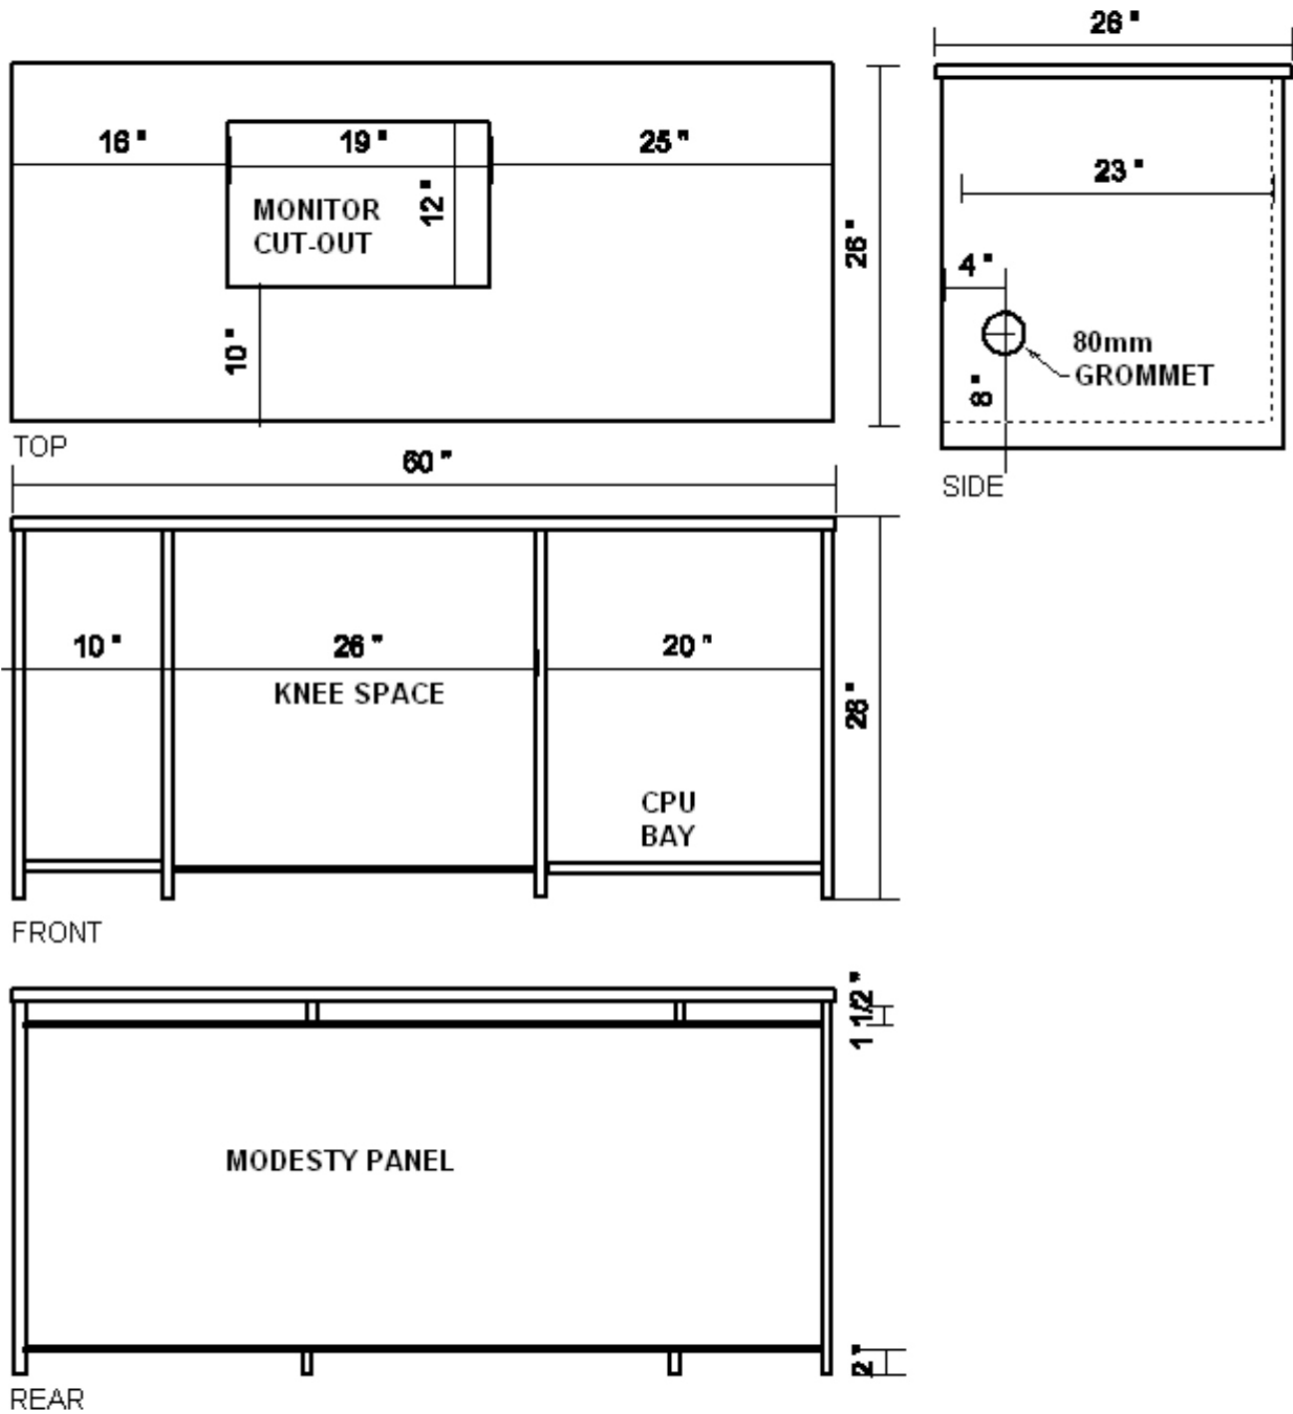 26 "
16 "
19 "
25 "
23 "
MONITOR
CUT-OUT
12 "
26 "
4 "
10 "
80mm
GROMMET
8 "
TOP
60 "
SIDE
10 "
26 "
20 "
KNEE SPACE
28 "
CPU
BAY
FRONT
1 1/2 "
MODESTY PANEL
2 "
REAR